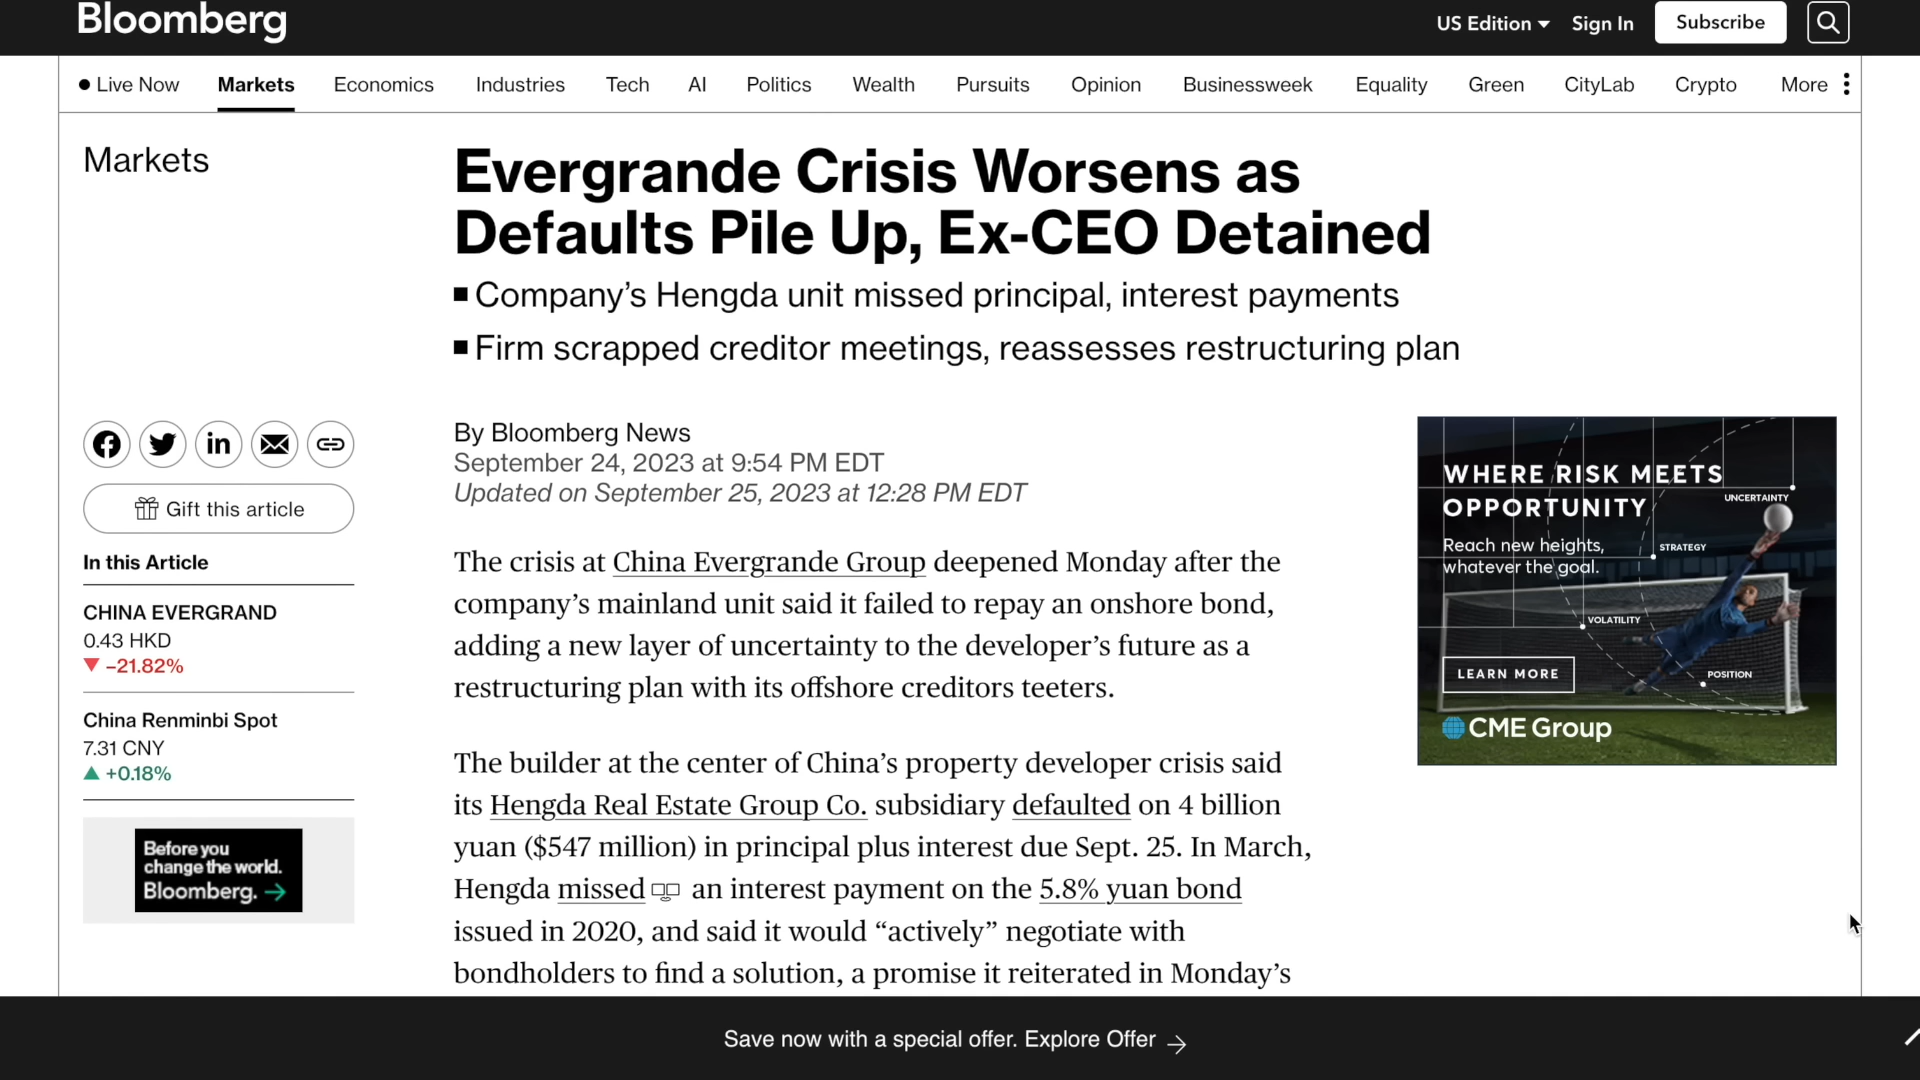 Bloomberg
US Edition
Sign In
Subscribe
Live Now
Markets
Economics
Industries
Tech
AI
Politics
Wealth
Pursuits
Opinion
Businessweek
Equality
Green
CityLab
Crypto
More
Markets
Evergrande Crisis Worsens as
Defaults Pile Up, Ex-CEO Detained
Company’s Hengda unit missed principal, interest payments
Firm scrapped creditor meetings, reassesses restructuring plan
Gift this article
In this Article
CHINA EVERGRAND
0.43 HKD
▼ –21.82%
China Renminbi Spot
7.31 CNY
▲ +0.18%
Before you
change the world.
Bloomberg. →
By Bloomberg News
September 24, 2023 at 9:54 PM EDT
Updated on September 25, 2023 at 12:28 PM EDT
The crisis at China Evergrande Group deepened Monday after the
company’s mainland unit said it failed to repay an onshore bond,
adding a new layer of uncertainty to the developer’s future as a
restructuring plan with its offshore creditors teeters.
The builder at the center of China’s property developer crisis said
its Hengda Real Estate Group Co. subsidiary defaulted on 4 billion
yuan ($547 million) in principal plus interest due Sept. 25. In March,
Hengda missed an interest payment on the 5.8% yuan bond
issued in 2020, and said it would “actively” negotiate with
bondholders to find a solution, a promise it reiterated in Monday’s
WHERE RISK MEETS
OPPORTUNITY
UNCERTAINTY
Reach new heights,
whatever the goal.
STRATEGY
VOLATILITY
POSITION
LEARN MORE
CME Group
Save now with a special offer. Explore Offer →